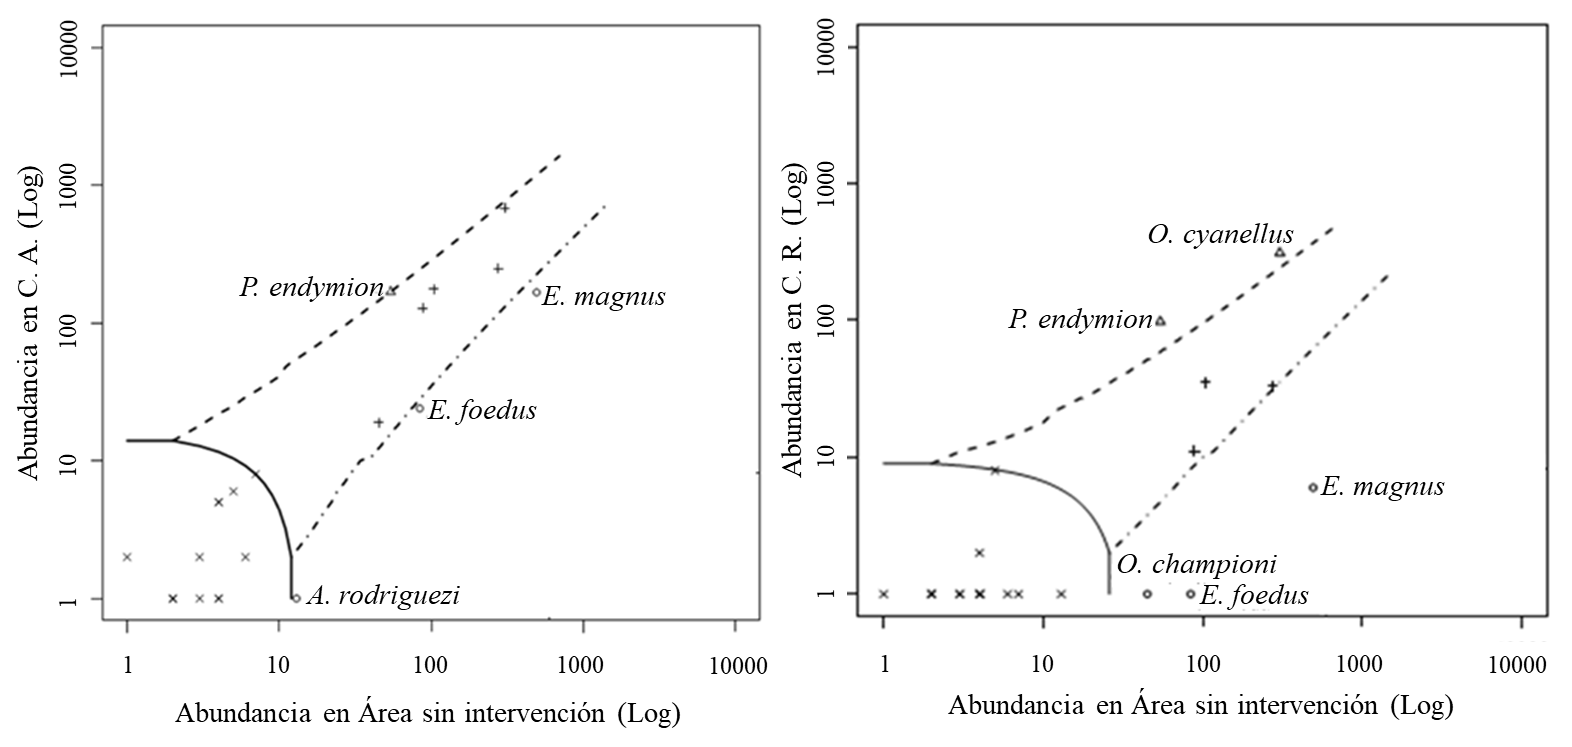 Abundancia en C. A. (Log)
10000
1000
100
10
1
P. endymion
E. magnus
E. foedus
A. rodriguezi
1 10 100 1000 10000
Abundancia en Área sin intervención (Log)
Abundancia en C. R. (Log)
10000
1000
100
10
1
O. cyanellus
P. endymion
E. magnus
O. championi
E. foedus
1 10 100 1000 10000
Abundancia en Área sin intervención (Log)